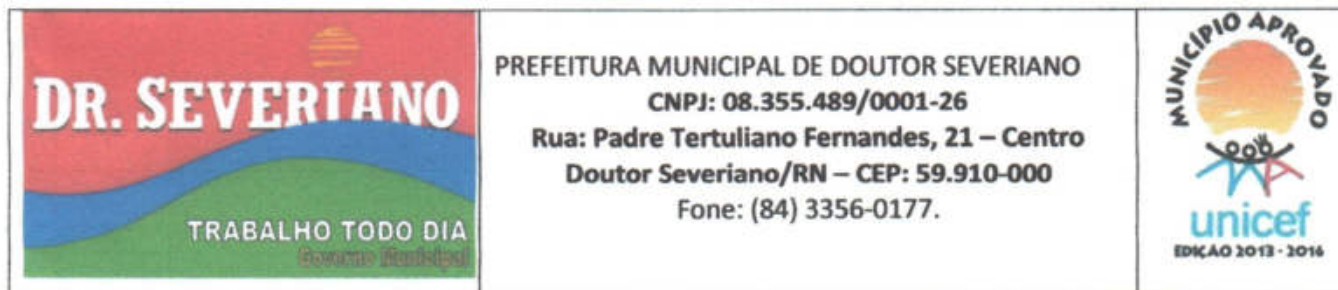 DR. SEVERIANO
TRABALHO TODO DIA
Governo Municipal
PREFEITURA MUNICIPAL DE DOUTOR SEVERIANO
CNPJ: 08.355.489/0001-26
Rua: Padre Tertuliano Fernandes, 21 – Centro
Doutor Severiano/RN – CEP: 59.910-000
Fone: (84) 3356-0177.
MUNICÍPIO APROVADO
unicef
EDIÇÃO 2013 - 2016